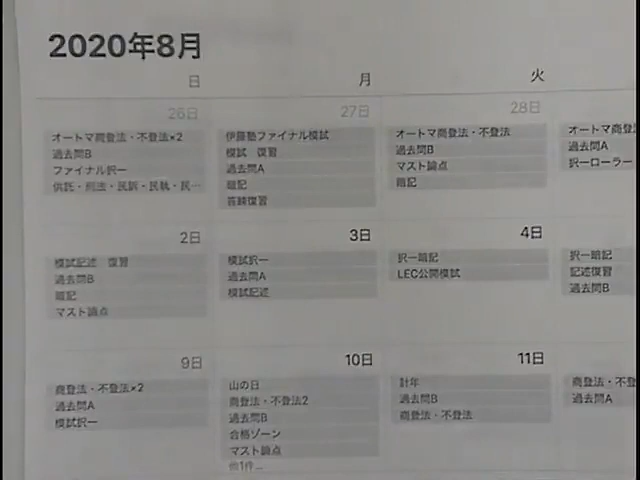 2020年8月
日 月 火
26日 27日 28日
オートマ商登法・不登法×2
過去問B
ファイナル択一
供託・刑法・民訴・民執・民…
伊藤塾ファイナル模試
模試 復習
過去問A
暗記
答練復習
オートマ商登法・不登法
過去問B
マスト論点
暗記
オートマ商登
過去問A
択一ローラー
2日 3日 4日
模試記述 復習
過去問B
暗記
マスト論点
模試択一
過去問A
模試記述
択一暗記
LEC公開模試
択一暗記
記述復習
過去問B
9日 10日 11日
商登法・不登法×2
過去問A
模試択一
山の日
商登法・不登法2
過去問B
合格ゾーン
マスト論点
他1件…
計年
過去問B
商登法・不登法
商登法・不登
過去問A